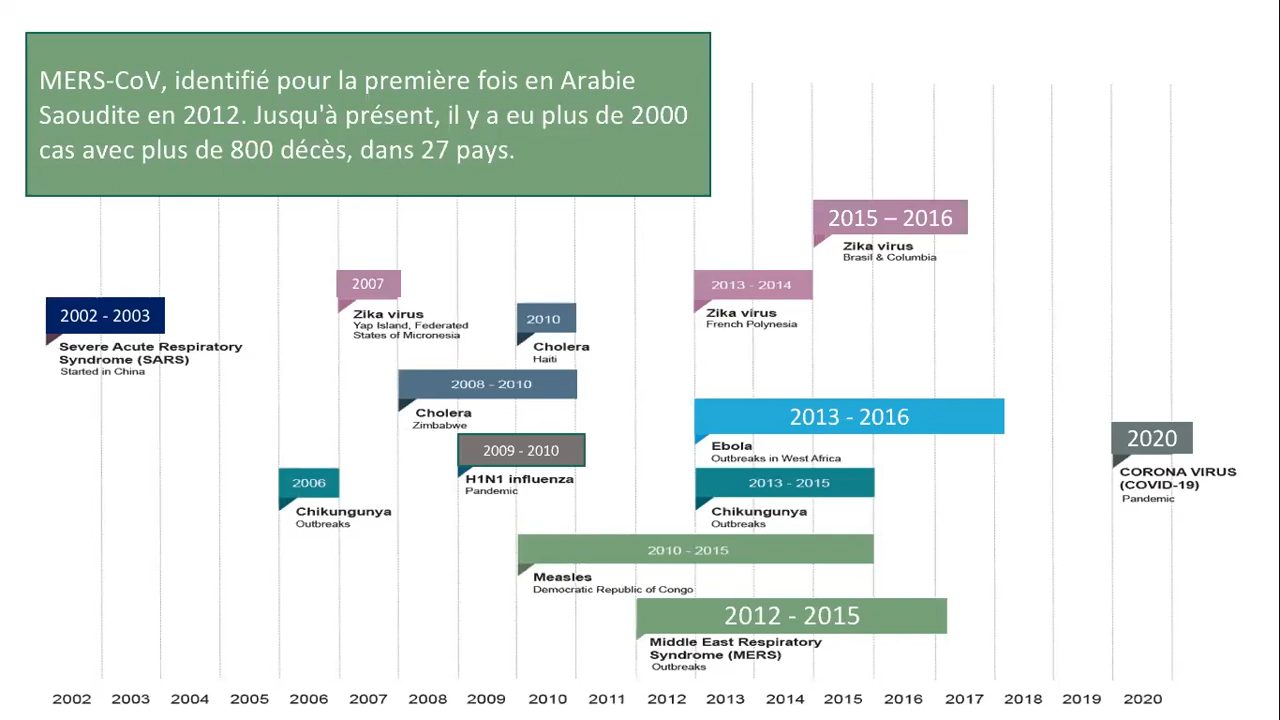 MERS-CoV, identifié pour la première fois en Arabie
Saoudite en 2012. Jusqu'à présent, il y a eu plus de 2000
cas avec plus de 800 décès, dans 27 pays.
2015 – 2016
Zika virus
Brasil & Columbia
2007
Zika virus
Yap Island, Federated
States of Micronesia
2013 - 2014
Zika virus
French Polynesia
2002 - 2003
Severe Acute Respiratory
Syndrome (SARS)
Started in China
2010
Cholera
Haiti
2008 - 2010
Cholera
Zimbabwe
2013 - 2016
Ebola
Outbreaks in West Africa
2020
CORONA VIRUS
(COVID-19)
Pandemic
2009 - 2010
H1N1 influenza
Pandemic
2006
Chikungunya
Outbreaks
2013 - 2015
Chikungunya
Outbreaks
2010 - 2015
Measles
Democratic Republic of Congo
2012 - 2015
Middle East Respiratory
Syndrome (MERS)
Outbreaks
2002 2003 2004 2005 2006 2007 2008 2009 2010 2011 2012 2013 2014 2015 2016 2017 2018 2019 2020